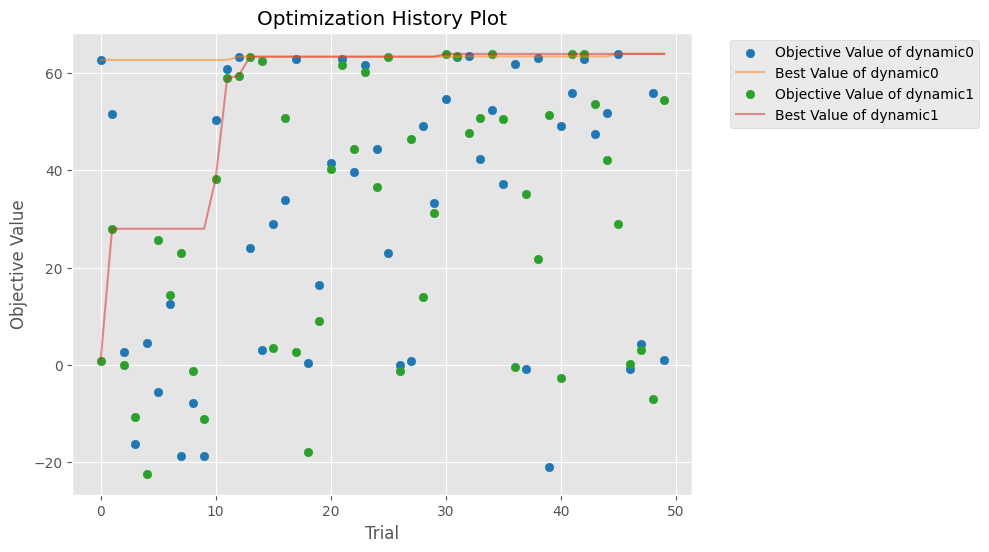 Optimization History Plot
Objective Value of dynamic0
Best Value of dynamic0
Objective Value of dynamic1
Best Value of dynamic1
Objective Value
60
40
20
0
−20
0
10
20
30
40
50
Trial